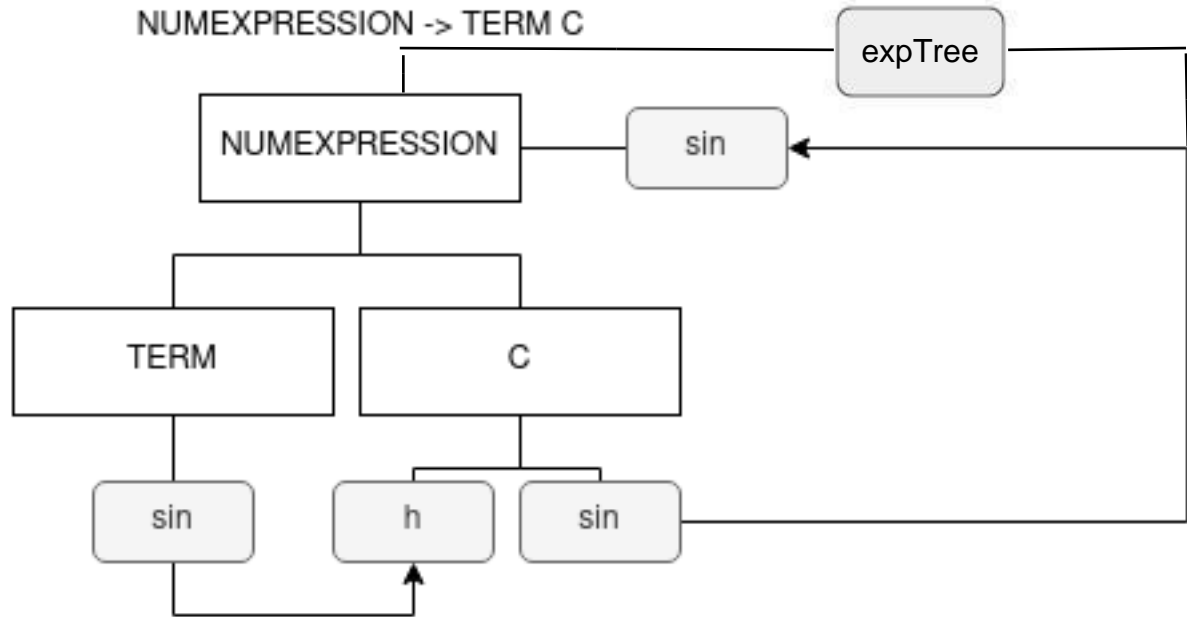 NUMEXPRESSION -> TERM C
expTree
NUMEXPRESSION
sin
TERM
C
sin
h
sin